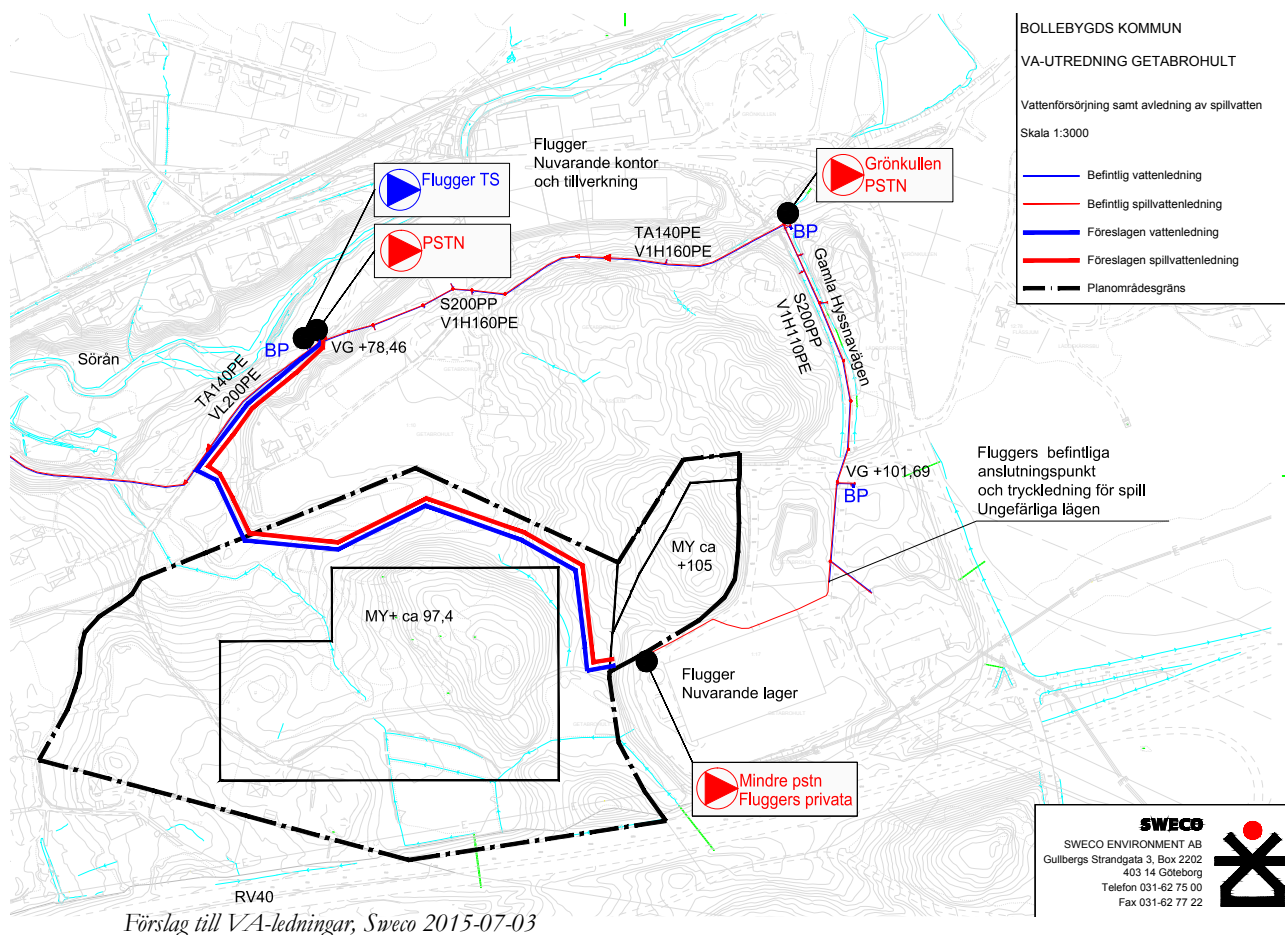 BOLLEBYGDS KOMMUN
VA-UTREDNING GETABROHULT
Vattenförsörjning samt avledning av spillvatten
Skala 1:3000
Befintlig vattenledning
Befintlig spillvattenledning
Föreslagen vattenledning
Föreslagen spillvattenledning
Planområdesgräns
Flugger
Nuvarande kontor
och tillverkning
Flugger TS
PSTN
Grönkullen
PSTN
BP
TA140PE
V1H160PE
Gamla Hyssnavägen
S200PP
V1H110PE
S200PP
V1H160PE
BP
VG +78,46
Sörån
TA140PE
VL200PE
VG +101,69
BP
Fluggers befintliga
anslutningspunkt
och tryckledning för spill
Ungefärliga lägen
MY ca
+105
MY+ ca 97,4
Flugger
Nuvarande lager
Mindre pstn
Fluggers privata
RV40
SWECO
SWECO ENVIRONMENT AB
Gullbergs Strandgata 3, Box 2202
403 14 Göteborg
Telefon 031-62 75 00
Fax 031-62 77 22
Förslag till VA-ledningar, Sweco 2015-07-03